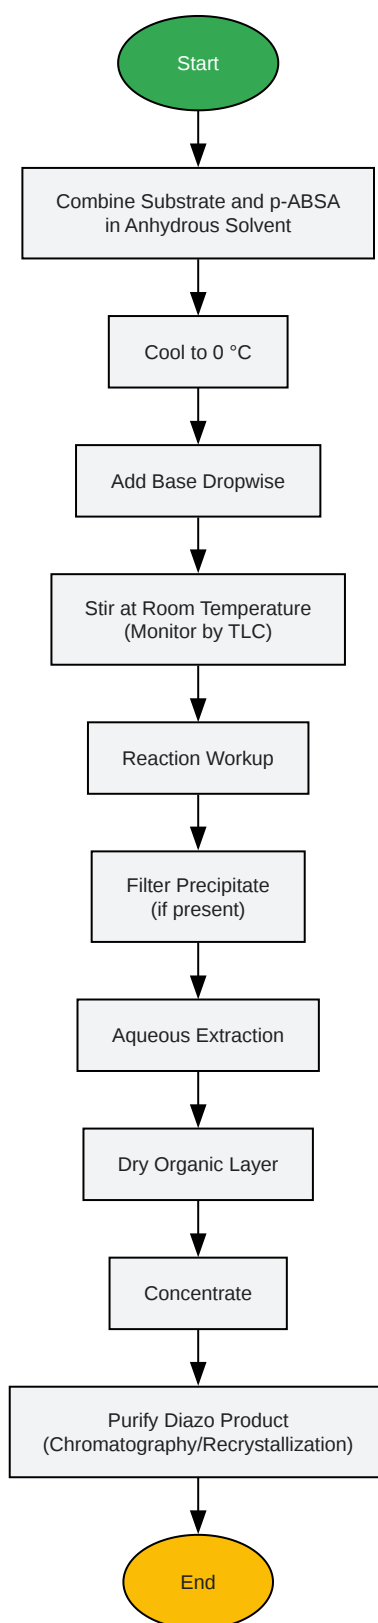 Start
Combine Substrate and p-ABSA
in Anhydrous Solvent
Cool to 0 °C
Add Base Dropwise
Stir at Room Temperature
(Monitor by TLC)
Reaction Workup
Filter Precipitate
(if present)
Aqueous Extraction
Dry Organic Layer
Concentrate
Purify Diazo Product
(Chromatography/Recrystallization)
End